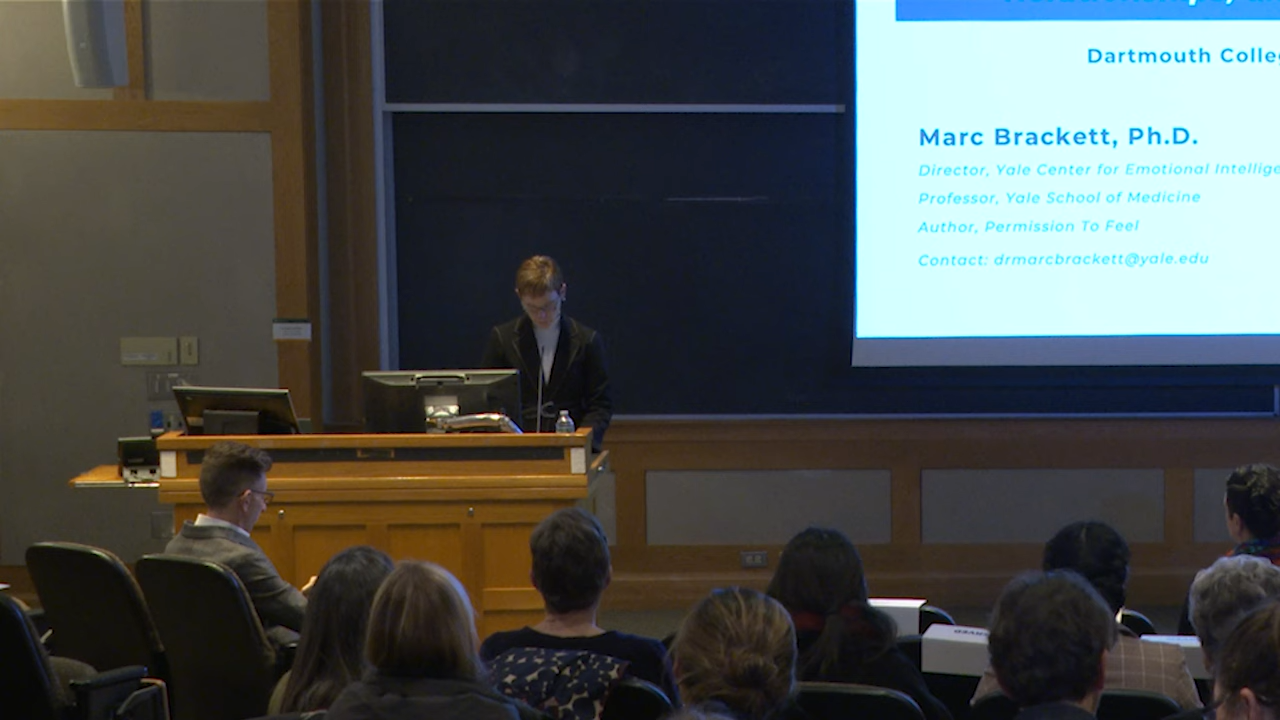 Dartmouth Colle
Marc Brackett, Ph.D.
Director, Yale Center for Emotional Intellige
Professor, Yale School of Medicine
Author, Permission To Feel
Contact: drmarcbrackett@yale.edu